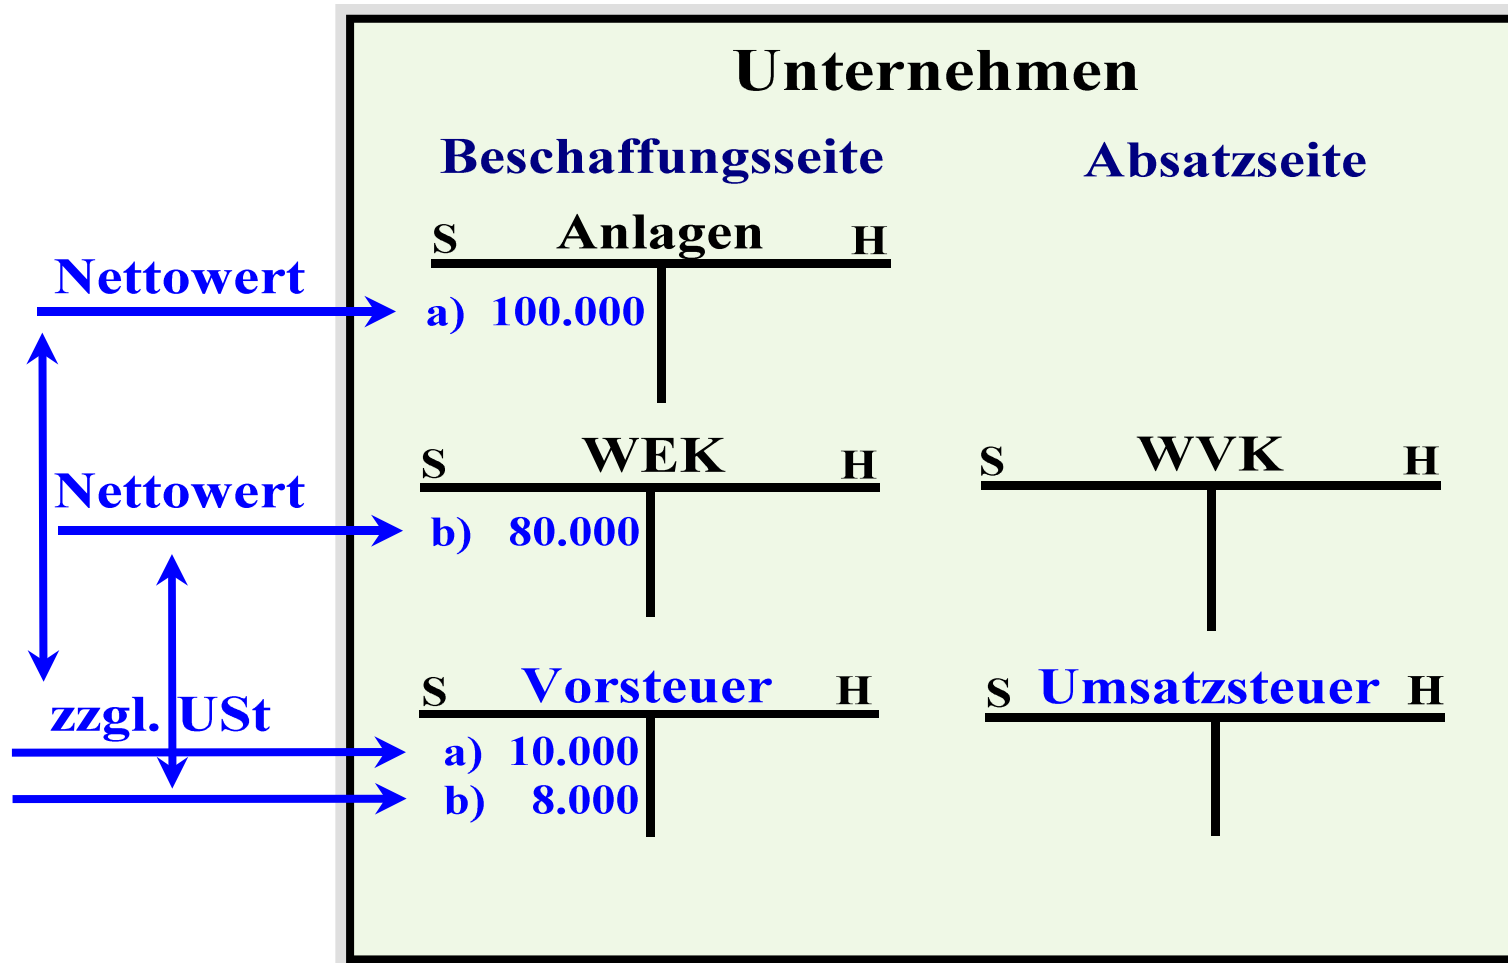 Unternehmen
Beschaffungsseite
Absatzseite
S Anlagen H
Nettowert
a) 100.000
S WEK H
S WVK H
Nettowert
b) 80.000
S Vorsteuer H
S Umsatzsteuer H
zzgl. USt
a) 10.000
b) 8.000